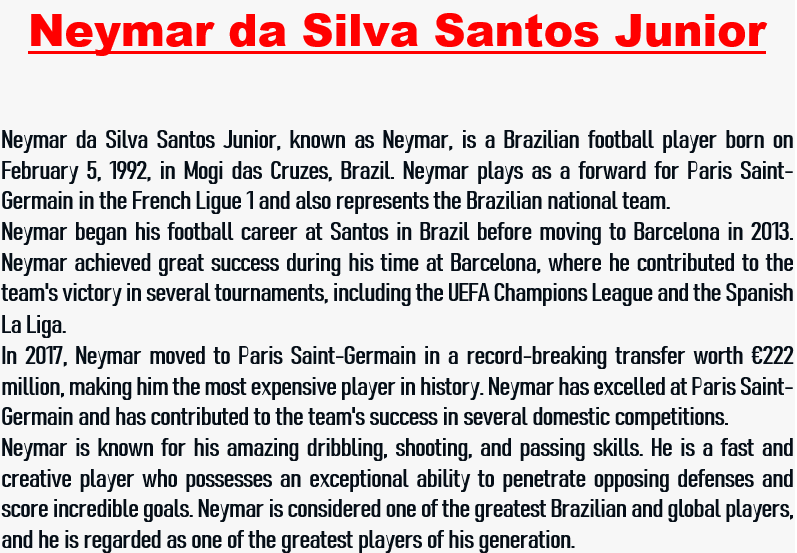 Neymar da Silva Santos Junior
Neymar da Silva Santos Junior, known as Neymar, is a Brazilian football player born on
February 5, 1992, in Mogi das Cruzes, Brazil. Neymar plays as a forward for Paris Saint-
Germain in the French Ligue 1 and also represents the Brazilian national team.
Neymar began his football career at Santos in Brazil before moving to Barcelona in 2013.
Neymar achieved great success during his time at Barcelona, where he contributed to the
team's victory in several tournaments, including the UEFA Champions League and the Spanish
La Liga.
In 2017, Neymar moved to Paris Saint-Germain in a record-breaking transfer worth €222
million, making him the most expensive player in history. Neymar has excelled at Paris Saint-
Germain and has contributed to the team's success in several domestic competitions.
Neymar is known for his amazing dribbling, shooting, and passing skills. He is a fast and
creative player who possesses an exceptional ability to penetrate opposing defenses and
score incredible goals. Neymar is considered one of the greatest Brazilian and global players,
and he is regarded as one of the greatest players of his generation.